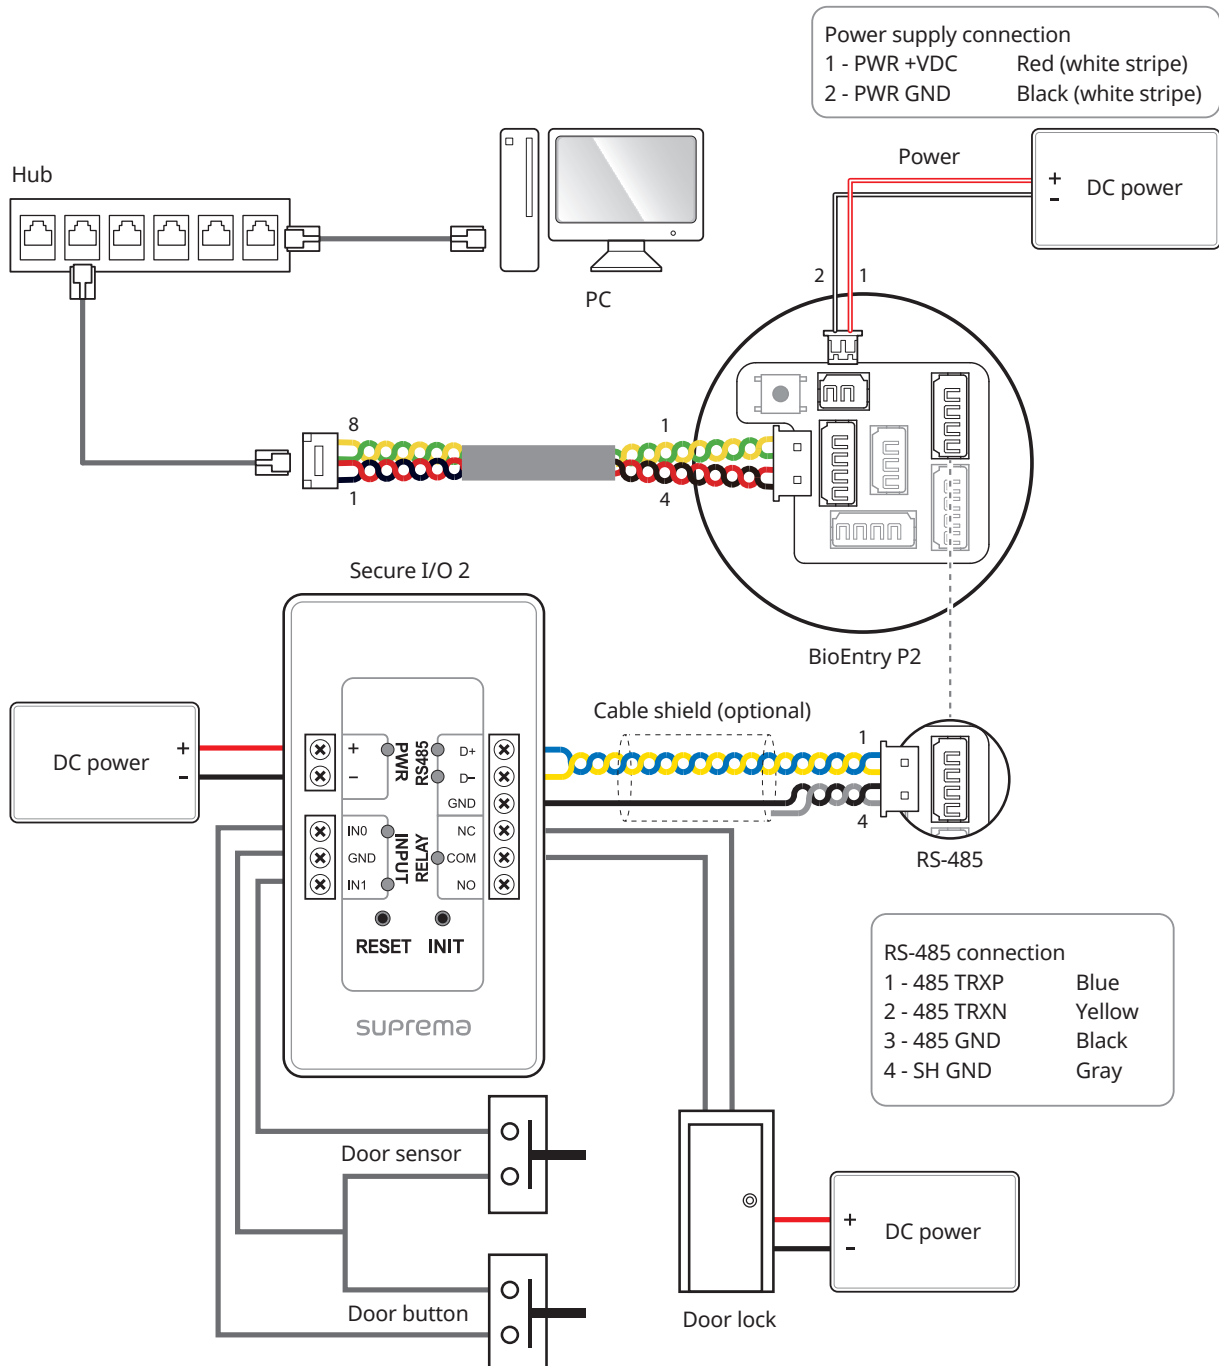 Power supply connection
1 - PWR +VDC Red (white stripe)
2 - PWR GND Black (white stripe)
Hub
PC
Power
+
-
DC power
2 1
8
1
1
4
BioEntry P2
Secure I/O 2
DC power
+
-
+
-
PWR
RS485
D+
D-
GND
IN0
GND
IN1
INPUT
RELAY
NC
COM
NO
RESET INIT
suprema
Cable shield (optional)
1
4
RS-485
RS-485 connection
1 - 485 TRXP Blue
2 - 485 TRXN Yellow
3 - 485 GND Black
4 - SH GND Gray
Door sensor
Door button
Door lock
+
-
DC power